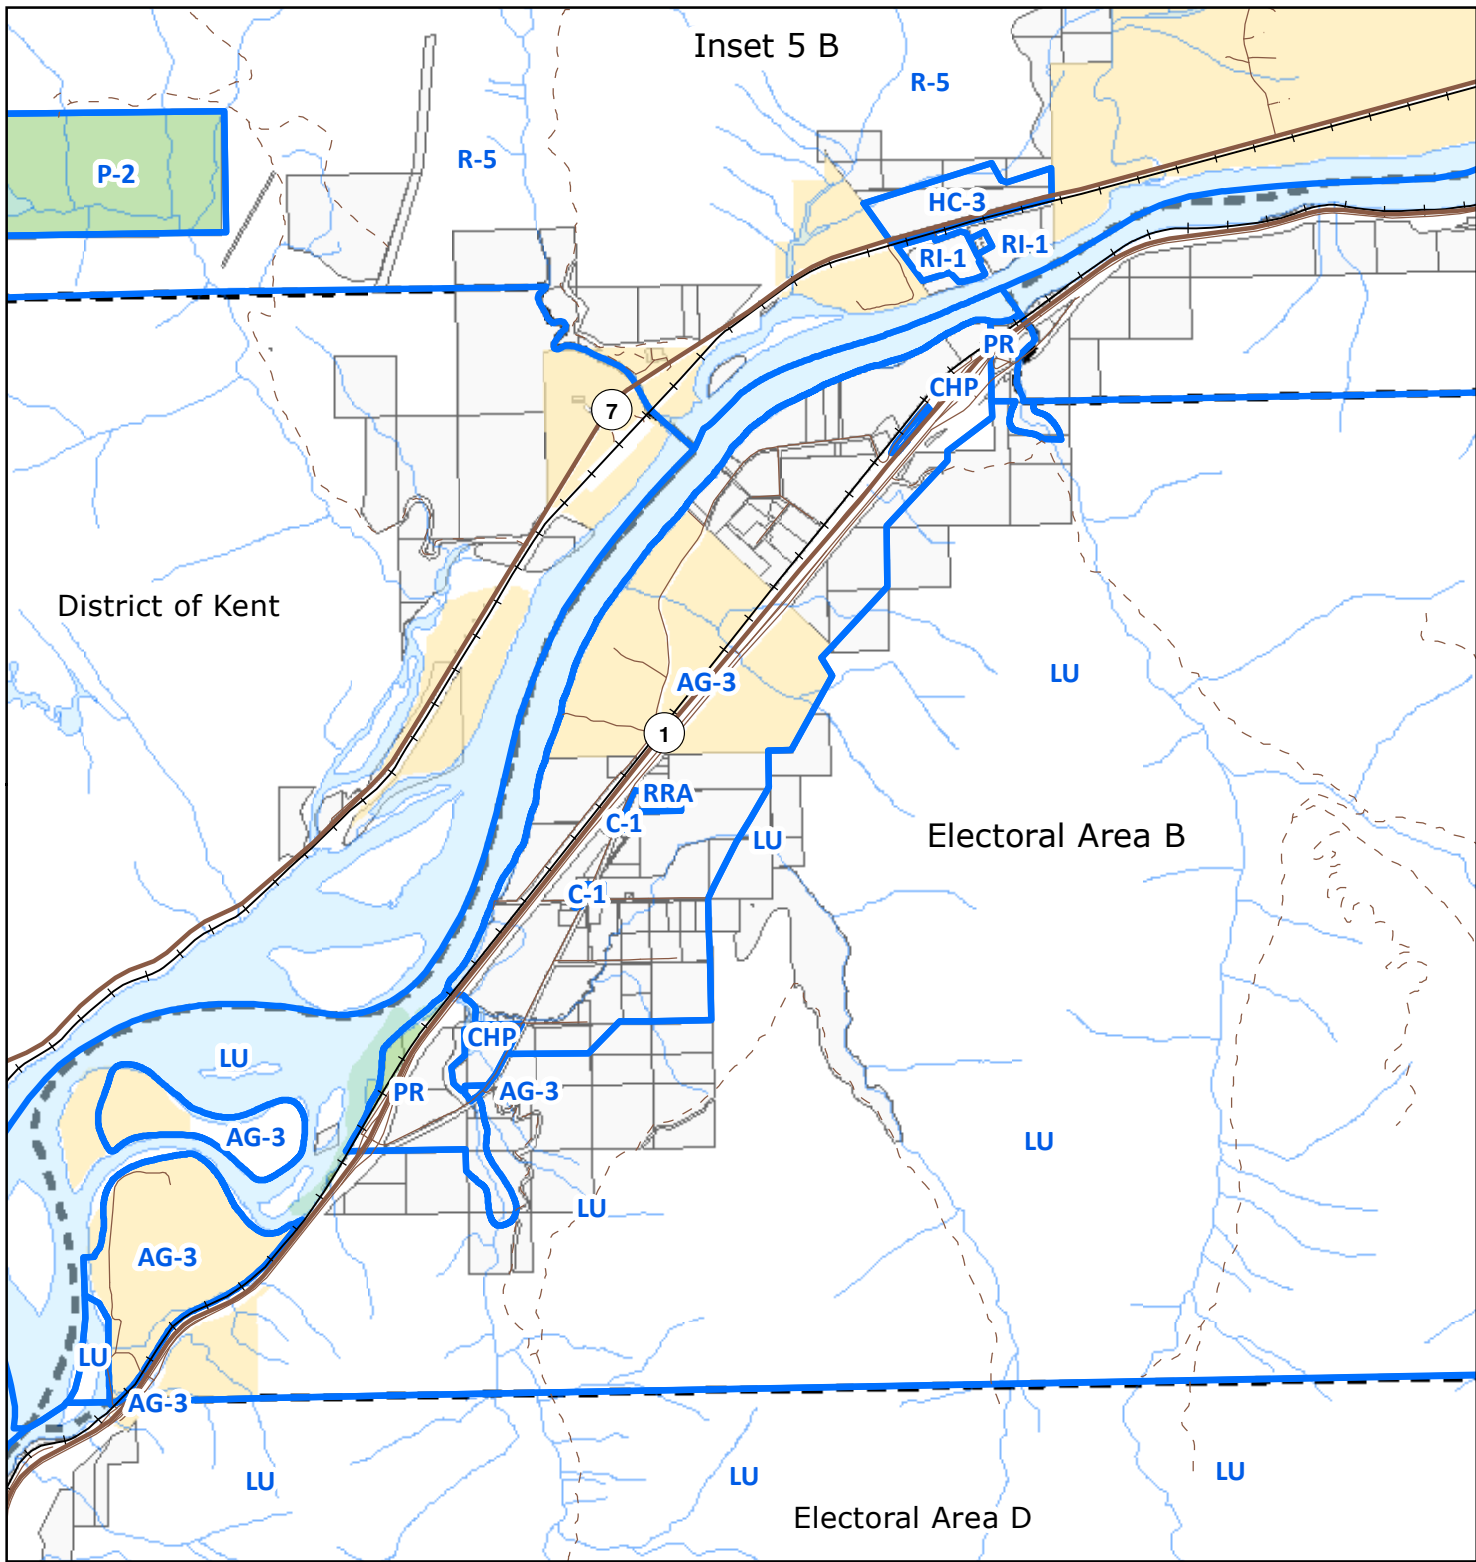 Inset 5 B
R-5
R-5
P-2
HC-3
RI-1
RI-1
PR
CHP
7
District of Kent
LU
AG-3
1
RRA
C-1
Electoral Area B
LU
C-1
CHP
LU
PR
AG-3
AG-3
LU
LU
AG-3
LU
AG-3
LU
LU
LU
Electoral Area D